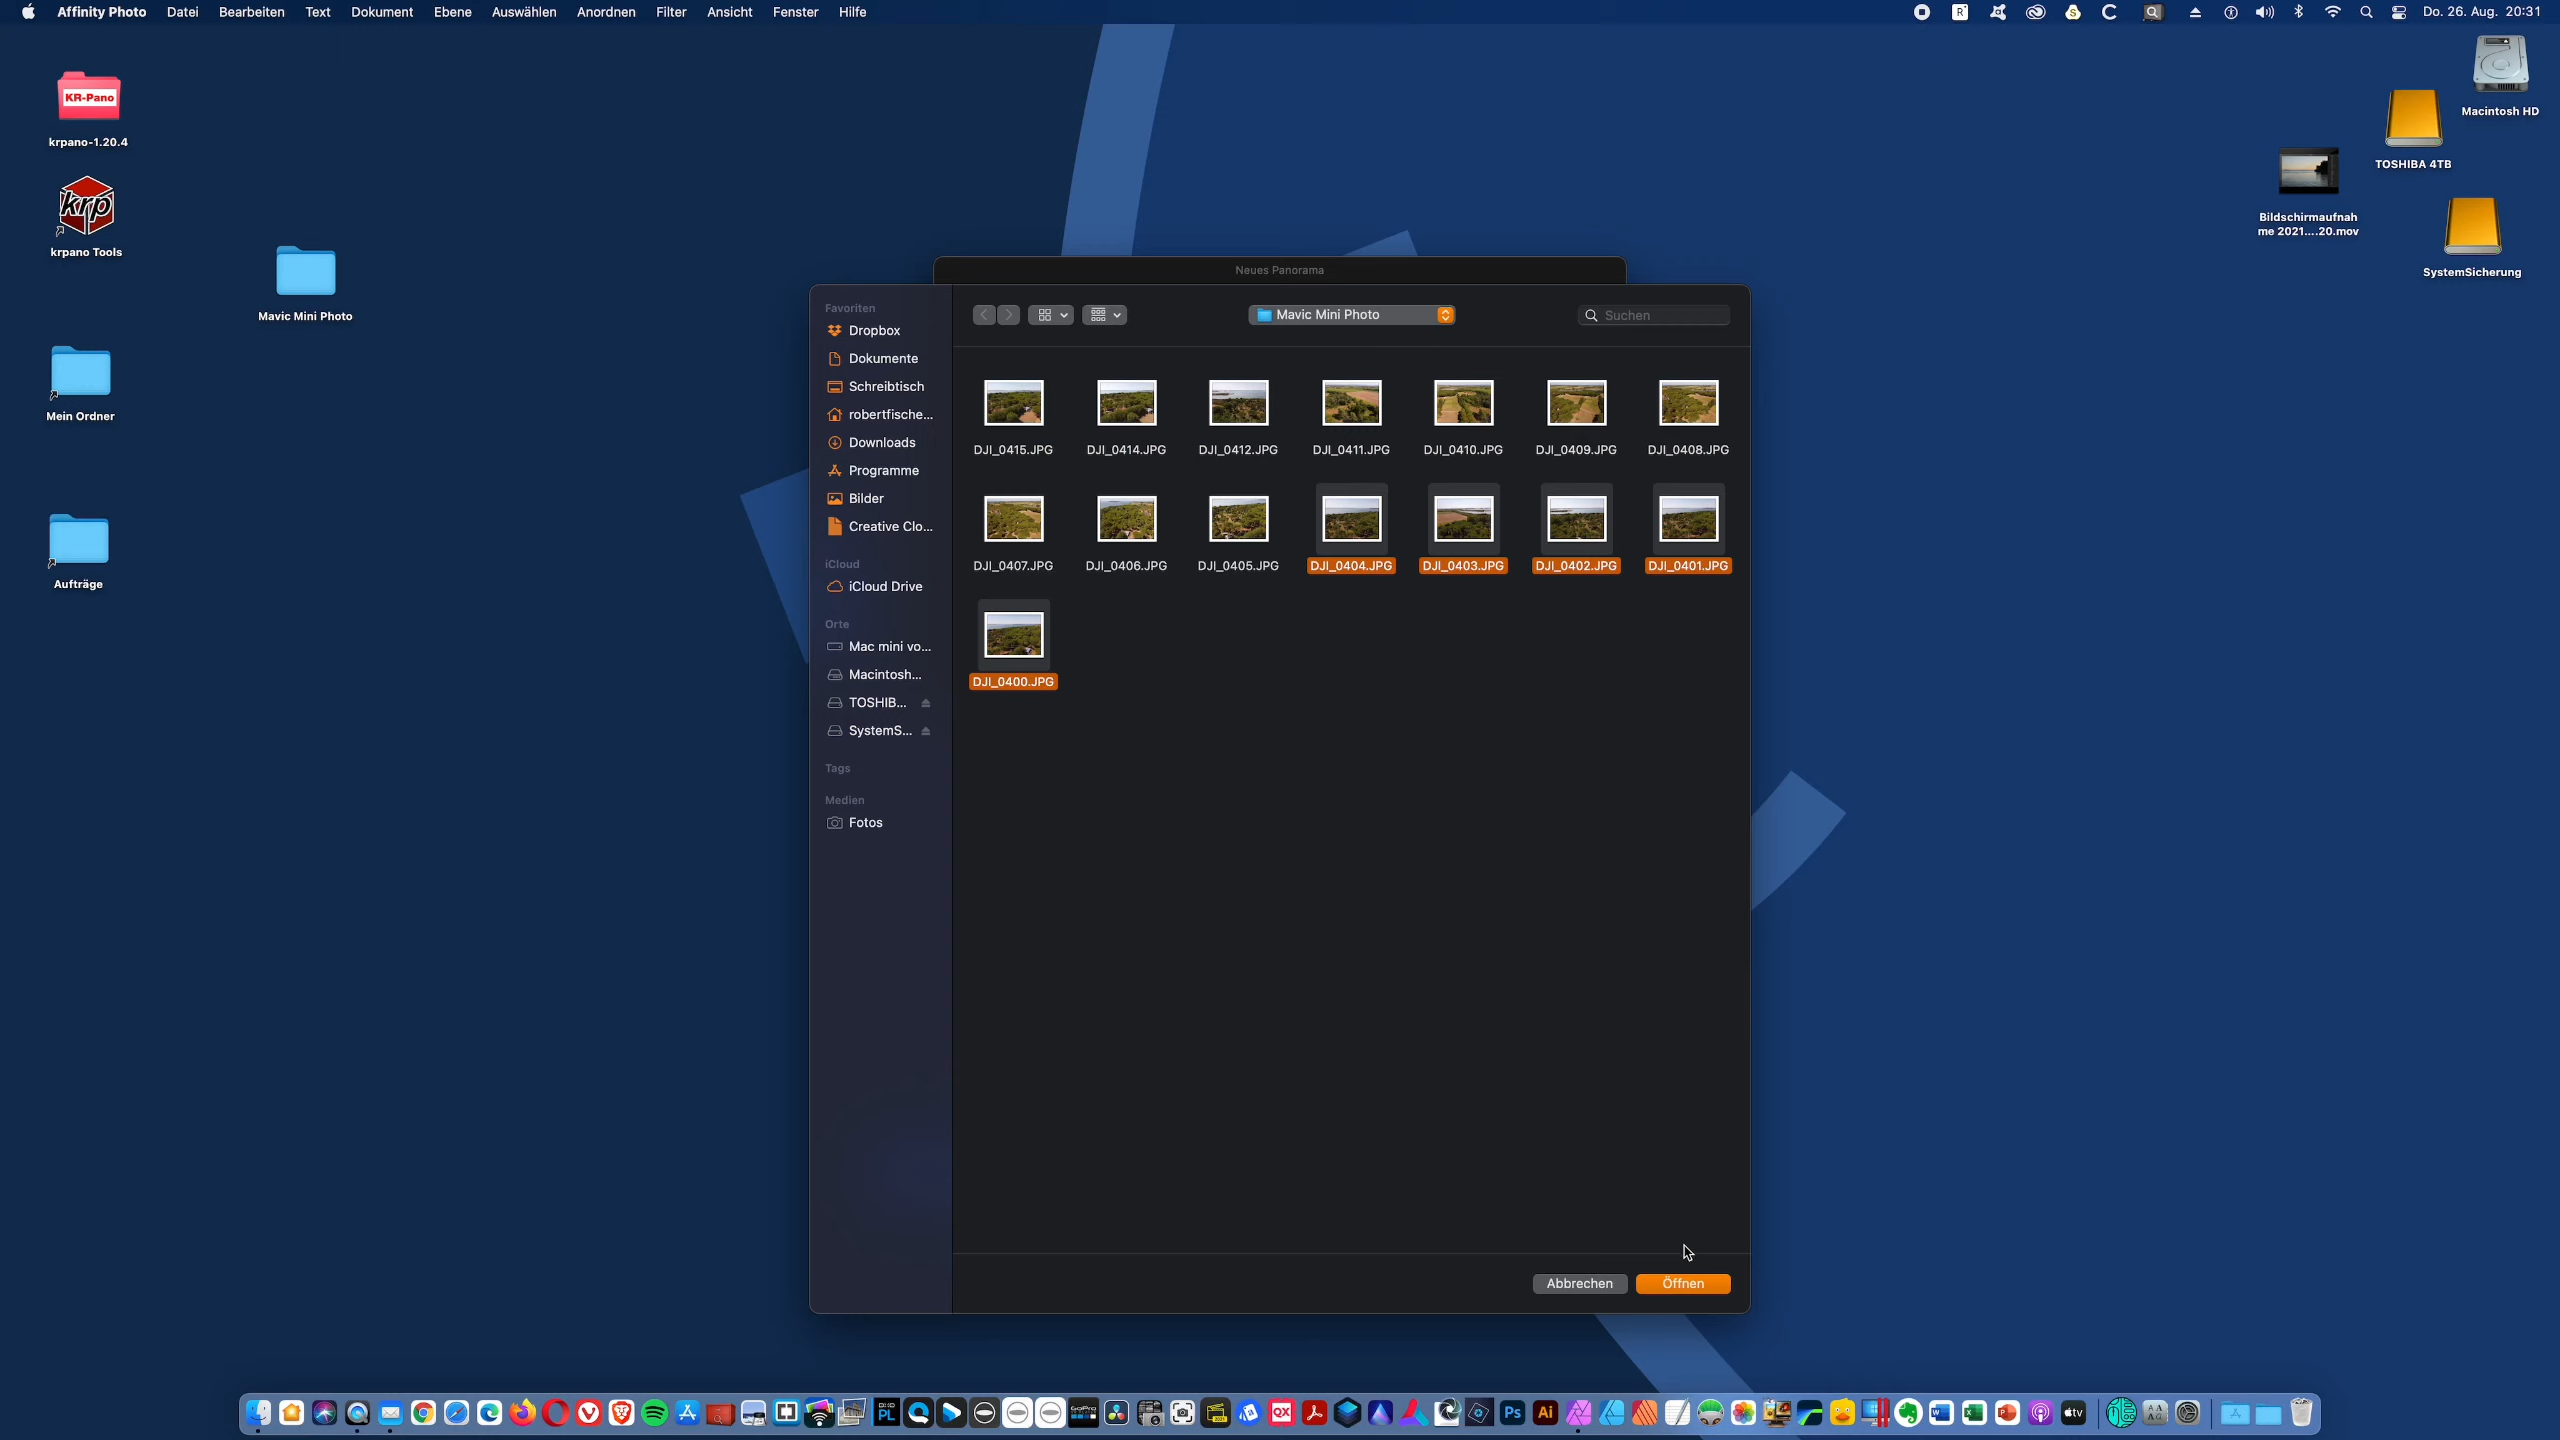 Affinity Photo Datei Bearbeiten Text Dokument Ebene Auswählen Anordnen Filter Ansicht Fenster Hilfe
Do. 26. Aug. 20:31
KR-Pano
krpano-1.20.4
krp
krpano Tools
Mavic Mini Photo
Mein Ordner
Aufträge
Macintosh HD
TOSHIBA 4TB
Bildschirmaufnah
me 2021....20.mov
SystemSicherung
Neues Panorama
Favoriten
Dropbox
Dokumente
Schreibtisch
robertfische...
Downloads
Programme
Bilder
Creative Clo...
iCloud
iCloud Drive
Orte
Mac mini vo...
Macintosh...
TOSHIB...
SystemS...
Tags
Medien
Fotos
Mavic Mini Photo
Suchen
DJI_0415.JPG DJI_0414.JPG DJI_0412.JPG DJI_0411.JPG DJI_0410.JPG DJI_0409.JPG DJI_0408.JPG
DJI_0407.JPG DJI_0406.JPG DJI_0405.JPG DJI_0404.JPG DJI_0403.JPG DJI_0402.JPG DJI_0401.JPG
DJI_0400.JPG
Abbrechen Öffnen